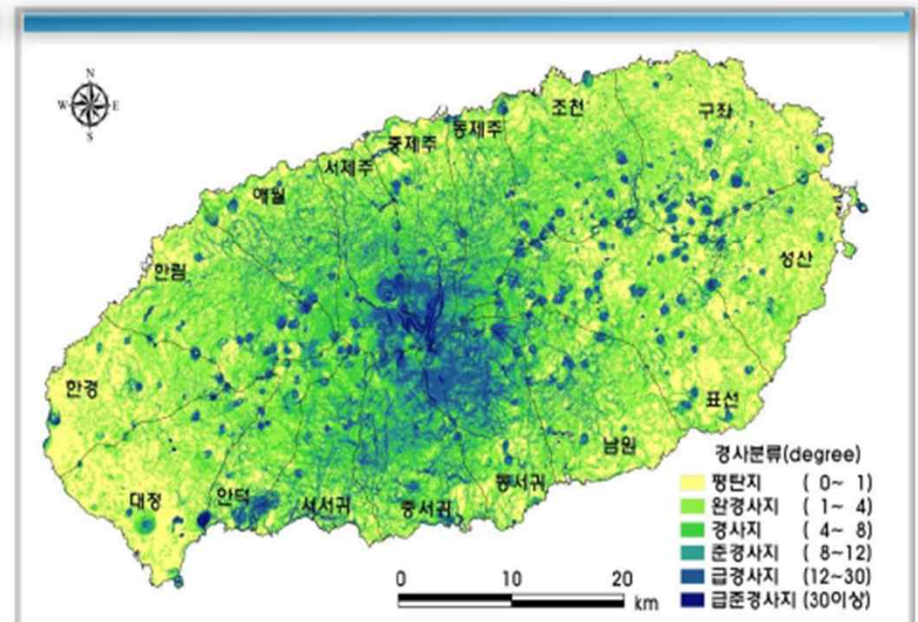 N
W E
S
조천
구좌
동제주
중제주
서제주
애월
한림
성산
한경
표선
남원
대정
안덕
서서귀
중서귀
동서귀
경사분류(degree)
평탄지 ( 0~ 1)
완경사지 ( 1~ 4)
경사지 ( 4~ 8)
준경사지 ( 8~12)
급경사지 (12~30)
급준경사지 (30이상)
0 10 20
km